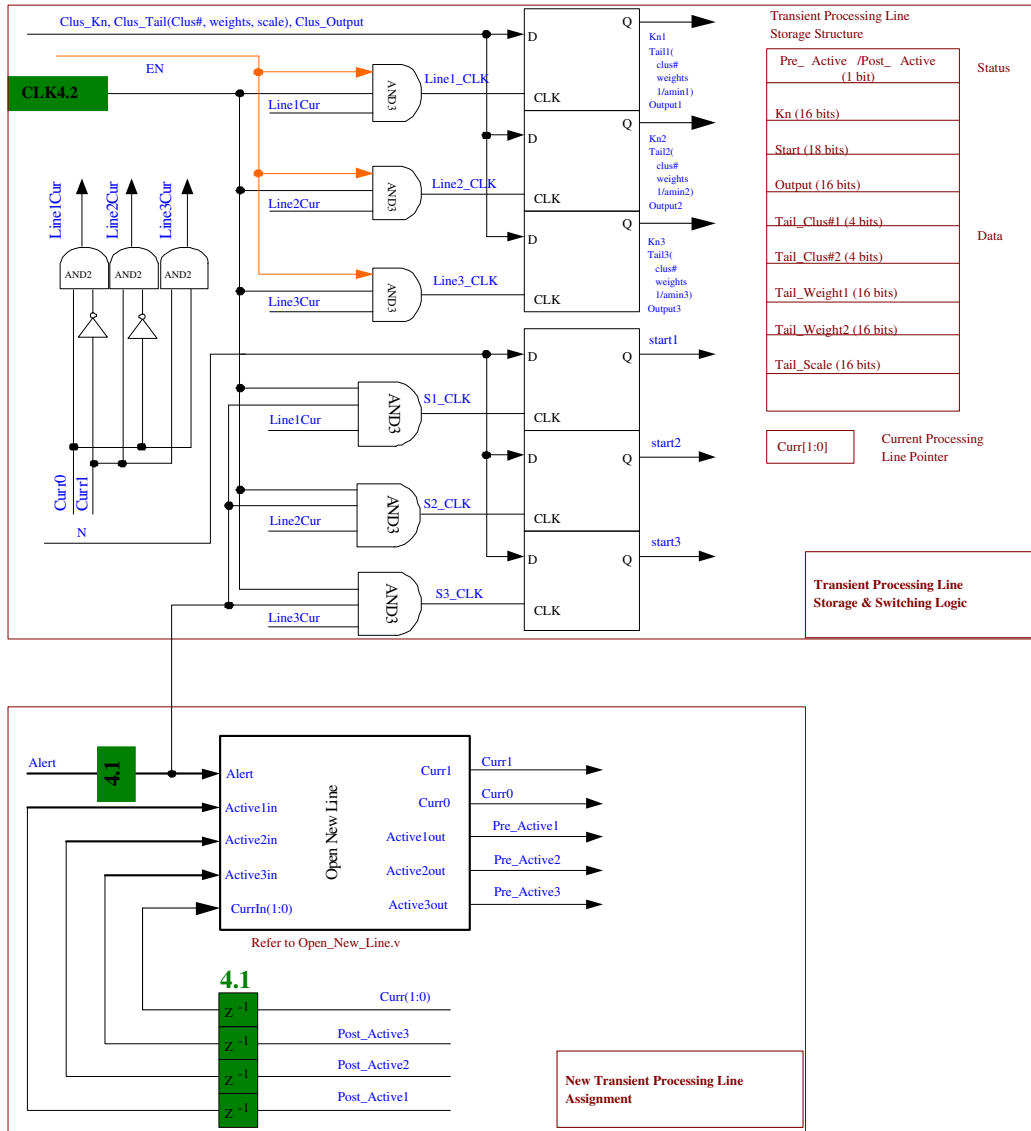 Clus_Kn, Clus_Tail(Clus#, weights, scale), Clus_Output
EN
CLK4.2
Line1Cur
AND3
Line1_CLK
Line2Cur
AND3
Line2_CLK
Line3Cur
AND3
Line3_CLK
D
Q
CLK
D
Q
CLK
D
Q
CLK
Kn1
Tail1(
clus#
weights
1/amin1)
Output1
Kn2
Tail2(
clus#
weights
1/amin2)
Output2
Kn3
Tail3(
clus#
weights
1/amin3)
Output3
Transient Processing Line
Storage Structure
Pre_ Active /Post_ Active
(1 bit)
Status
Kn (16 bits)
Start (18 bits)
Output (16 bits)
Tail_Clus#1 (4 bits)
Data
Tail_Clus#2 (4 bits)
Tail_Weight1 (16 bits)
Tail_Weight2 (16 bits)
Tail_Scale (16 bits)
Curr[1:0]
Current Processing
Line Pointer
Line1Cur
Line2Cur
Line3Cur
AND2
AND2
AND2
Curr0
Curr1
N
Line1Cur
AND3
S1_CLK
Line2Cur
AND3
S2_CLK
Line3Cur
AND3
S3_CLK
D
Q
CLK
start1
D
Q
CLK
start2
D
Q
CLK
start3
Transient Processing Line
Storage & Switching Logic
Alert
4.1
Alert
Active1in
Active2in
Active3in
CurrIn(1:0)
Open New Line
Curr1
Curr0
Active1out
Active2out
Active3out
Curr1
Curr0
Pre_Active1
Pre_Active2
Pre_Active3
Refer to Open_New_Line.v
4.1
Z -1
Curr(1:0)
Z -1
Post_Active3
Z -1
Post_Active2
Z -1
Post_Active1
New Transient Processing Line
Assignment